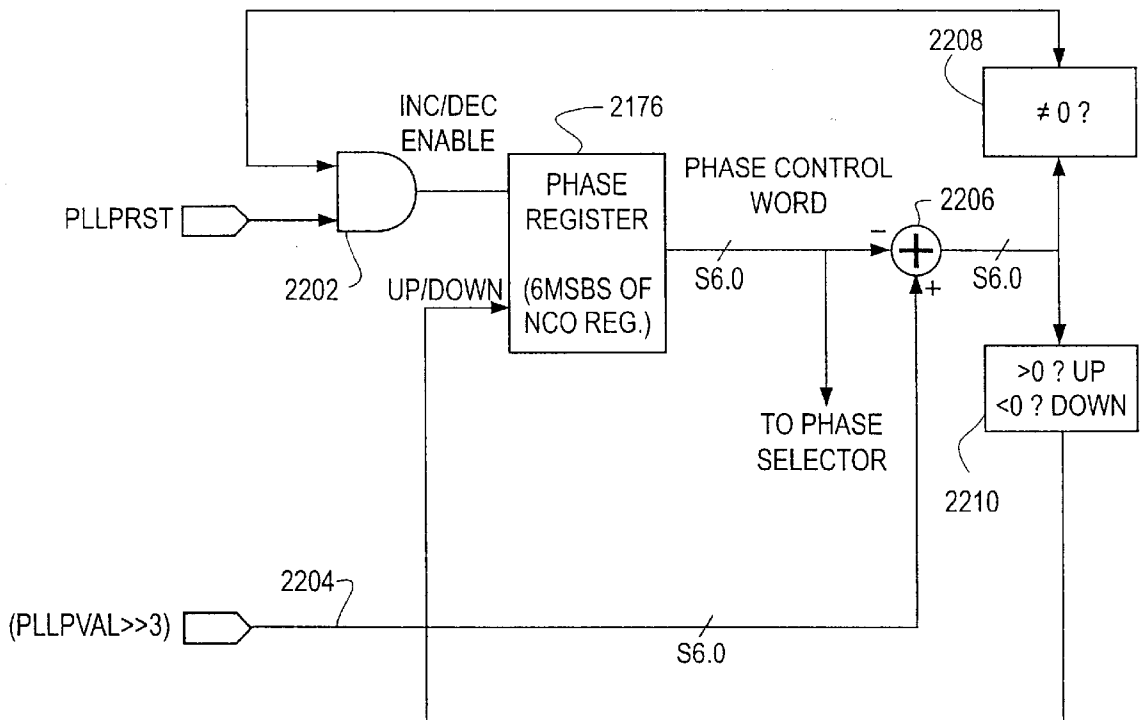 2208
≠ 0 ?
INC/DEC
ENABLE
2176
PHASE
REGISTER
(6MSBS OF
NCO REG.)
PHASE CONTROL
WORD
2206
PLLPRST
2202
UP/DOWN
S6.0
−
+
+
S6.0
>0 ? UP
<0 ? DOWN
TO PHASE
SELECTOR
2210
2204
(PLLPVAL>>3)
S6.0